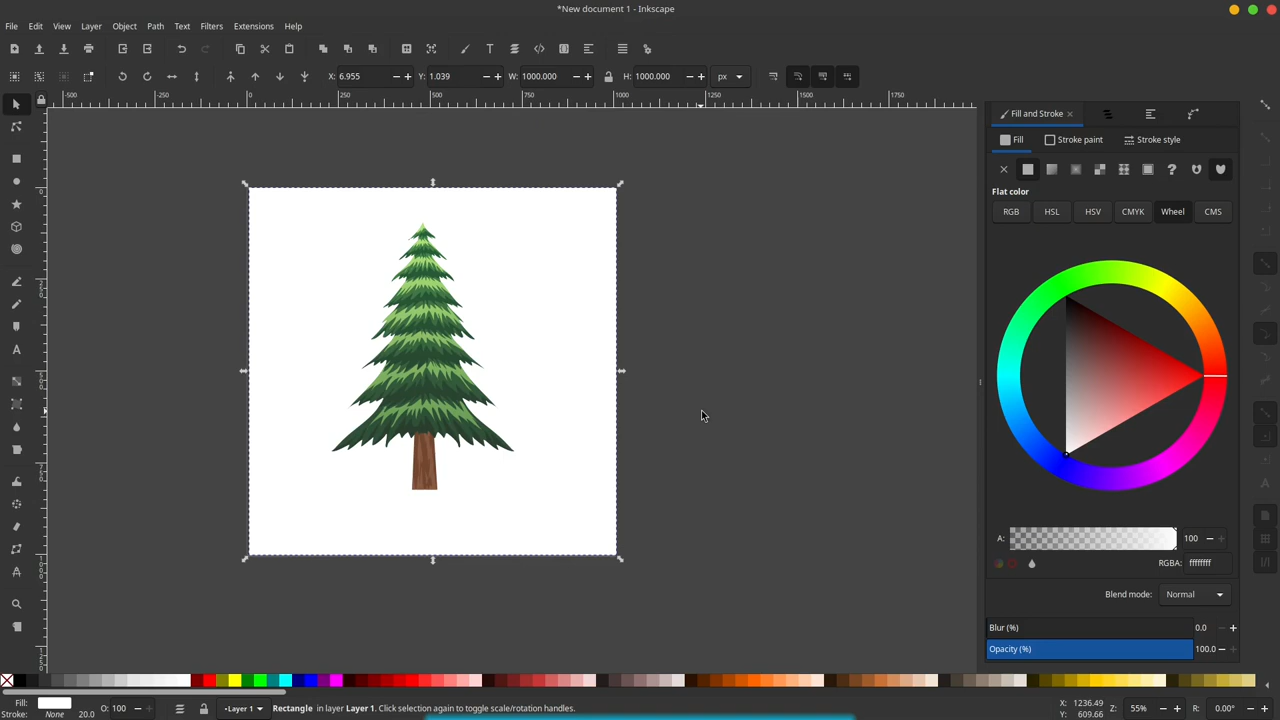 *New document 1 - Inkscape
File Edit View Layer Object Path Text Filters Extensions Help
X: 6.955 Y: 1.039 W: 1000.000 H: 1000.000 px
-500 -250 0 250 500 750 1000 1250 1500 1750
Fill and Stroke
Fill Stroke paint Stroke style
Flat color
RGB HSL HSV CMYK Wheel CMS
A: 100
RGBA: ffffffff
Blend mode: Normal
Blur (%) 0.0
Opacity (%) 100.0
Fill: O: 100 Layer 1 Rectangle in layer Layer 1. Click selection again to toggle scale/rotation handles. X: 1236.49 Z: 55% R: 0.00°
Stroke: None 20.0 Y: 609.66